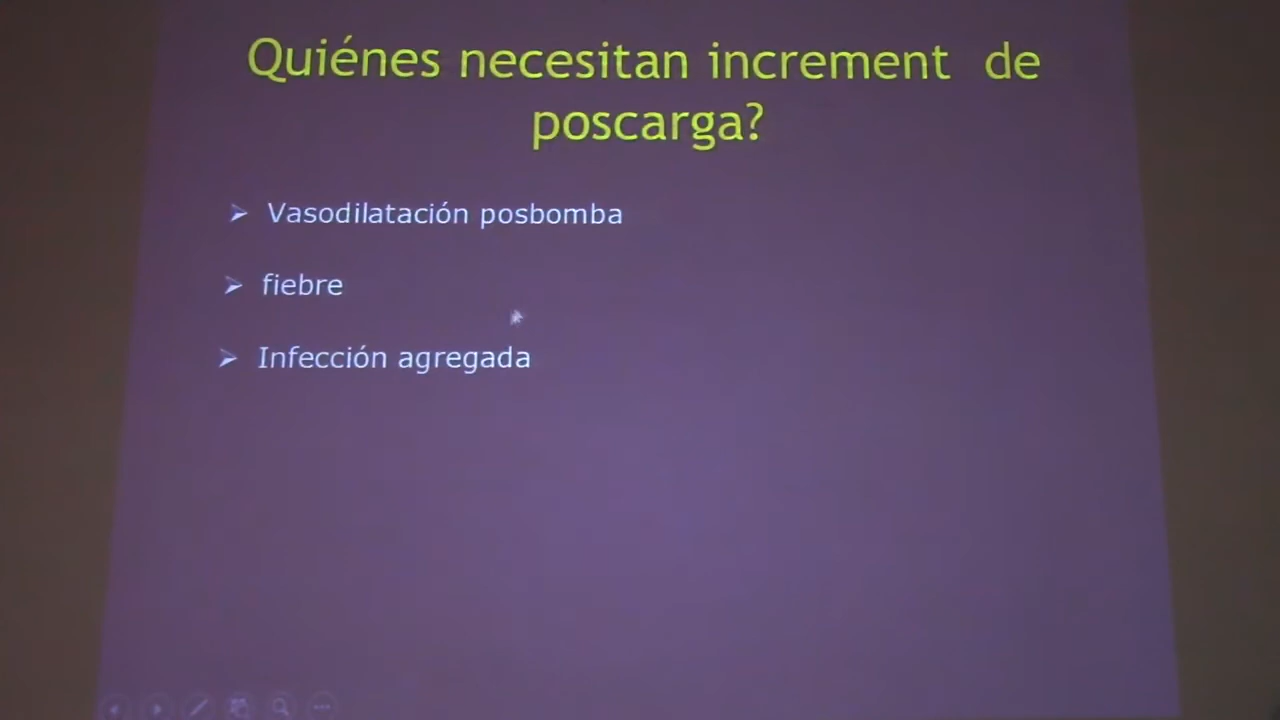 Quiénes necesitan increment de
poscarga?
Vasodilatación posbomba
fiebre
Infección agregada